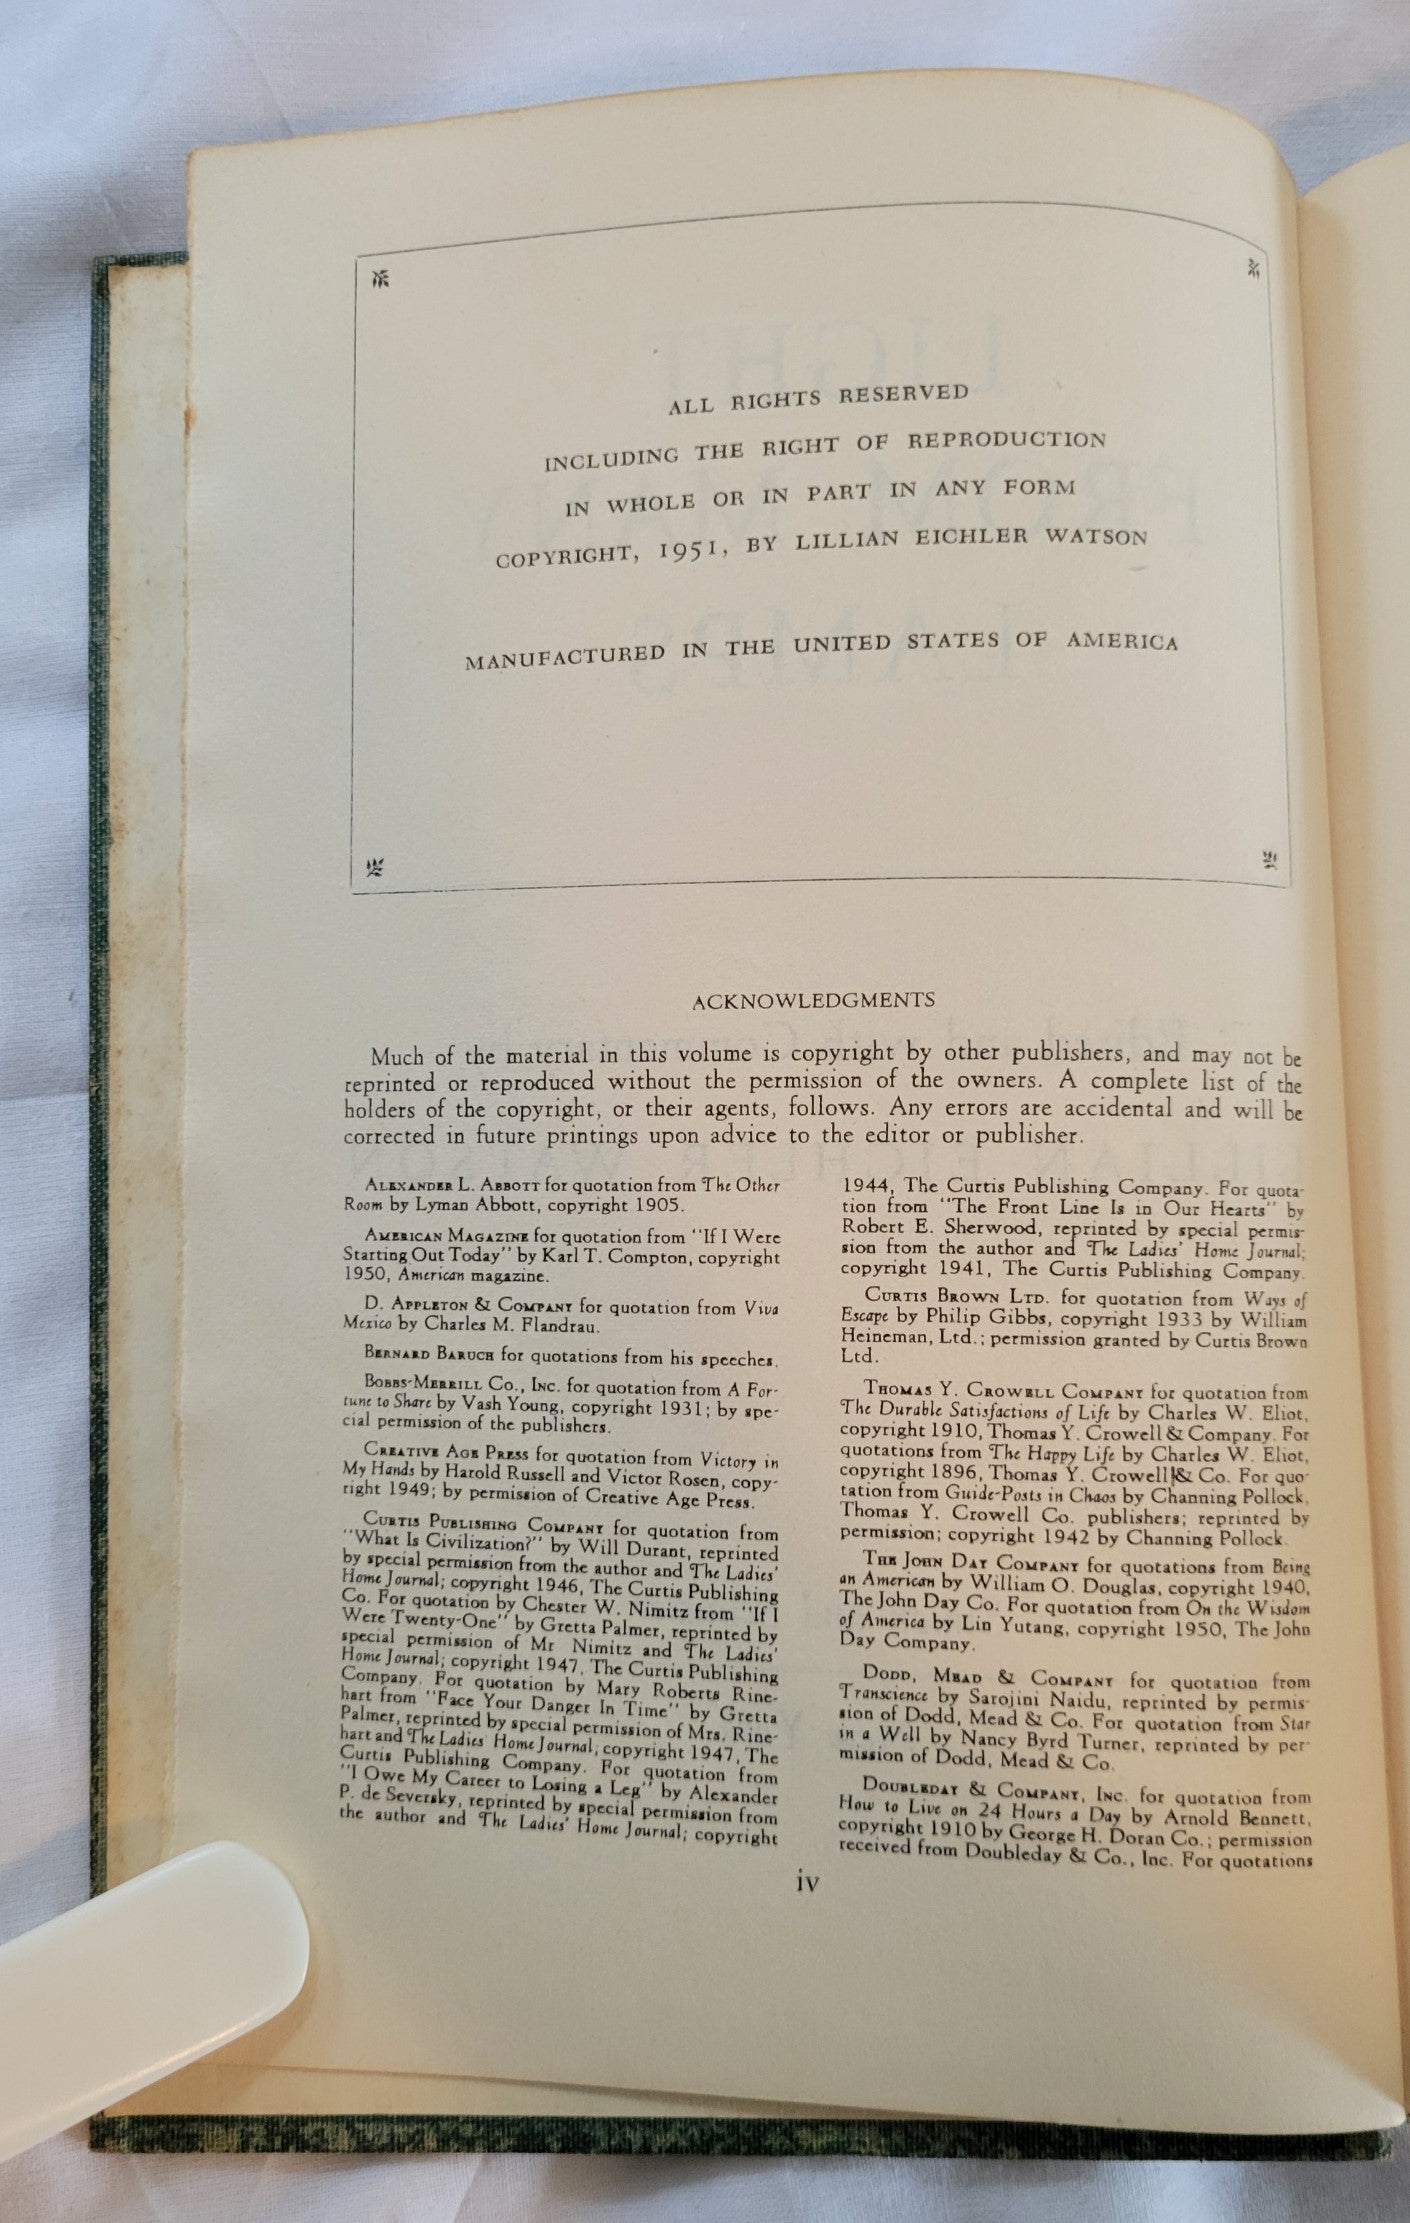 ALL RIGHTS RESERVED
INCLUDING THE RIGHT OF REPRODUCTION
IN WHOLE OR IN PART IN ANY FORM
COPYRIGHT, 1951, BY LILLIAN EICHLER WATSON
MANUFACTURED IN THE UNITED STATES OF AMERICA
ACKNOWLEDGMENTS
Much of the material in this volume is copyright by other publishers, and may not be
reprinted or reproduced without the permission of the owners. A complete list of the
holders of the copyright, or their agents, follows. Any errors are accidental and will be
corrected in future printings upon advice to the editor or publisher.
ALEXANDER L. ABBOTT for quotation from The Other
Room by Lyman Abbott, copyright 1905.
AMERICAN MAGAZINE for quotation from "If I Were
Starting Out Today" by Karl T. Compton, copyright
1950, American magazine.
D. APPLETON & COMPANY for quotation from Viva
Mexico by Charles M. Flandrau.
BERNARD BARUCH for quotations from his speeches.
BOBBS-MERRILL CO., INC. for quotation from A For-
tune to Share by Vash Young, copyright 1931; by spe-
cial permission of the publishers.
CREATIVE AGE PRESS for quotation from Victory in
My Hands by Harold Russell and Victor Rosen, copy-
right 1949; by permission of Creative Age Press.
CURTIS PUBLISHING COMPANY for quotation from
"What Is Civilization?" by Will Durant, reprinted
by special permission from the author and The Ladies'
Home Journal; copyright 1946, The Curtis Publishing
Co. For quotation by Chester W. Nimitz from "If I
Were Twenty-One" by Gretta Palmer, reprinted by
special permission of Mr Nimitz and The Ladies'
Home Journal; copyright 1947, The Curtis Publishing
Company. For quotation by Mary Roberts Rine-
hart from "Face Your Danger In Time" by Gretta
Palmer, reprinted by special permission of Mrs. Rine-
hart and The Ladies' Home Journal; copyright 1947, The
Curtis Publishing Company. For quotation from
"I Owe My Career to Losing a Leg" by Alexander
P. de Seversky, reprinted by special permission from
the author and The Ladies' Home Journal; copyright
1944, The Curtis Publishing Company. For quota-
tion from "The Front Line Is in Our Hearts" by
Robert E. Sherwood, reprinted by special permis-
sion from the author and The Ladies' Home Journal;
copyright 1941, The Curtis Publishing Company.
CURTIS BROWN LTD. for quotation from Ways of
Escape by Philip Gibbs, copyright 1933 by William
Heineman, Ltd.; permission granted by Curtis Brown
Ltd.
THOMAS Y. CROWELL COMPANY for quotation from
The Durable Satisfactions of Life by Charles W. Eliot,
copyright 1910, Thomas Y. Crowell & Company. For
quotations from The Happy Life by Charles W. Eliot,
copyright 1896, Thomas Y. Crowell & Co. For quo-
tation from Guide-Posts in Chaos by Channing Pollock,
Thomas Y. Crowell Co. publishers; reprinted by
permission; copyright 1942 by Channing Pollock.
THE JOHN DAY COMPANY for quotations from Being
an American by William O. Douglas, copyright 1940,
The John Day Co. For quotation from On the Wisdom
of America by Lin Yutang, copyright 1950, The John
Day Company.
DODD, MEAD & COMPANY for quotation from
Transcience by Sarojini Naidu, reprinted by permis-
sion of Dodd, Mead & Co. For quotation from Star
in a Well by Nancy Byrd Turner, reprinted by per-
mission of Dodd, Mead & Co.
DOUBLEDAY & COMPANY, INC. for quotation from
How to Live on 24 Hours a Day by Arnold Bennett,
copyright 1910 by George H. Doran Co.; permission
received from Doubleday & Co., Inc. For quotations
iv